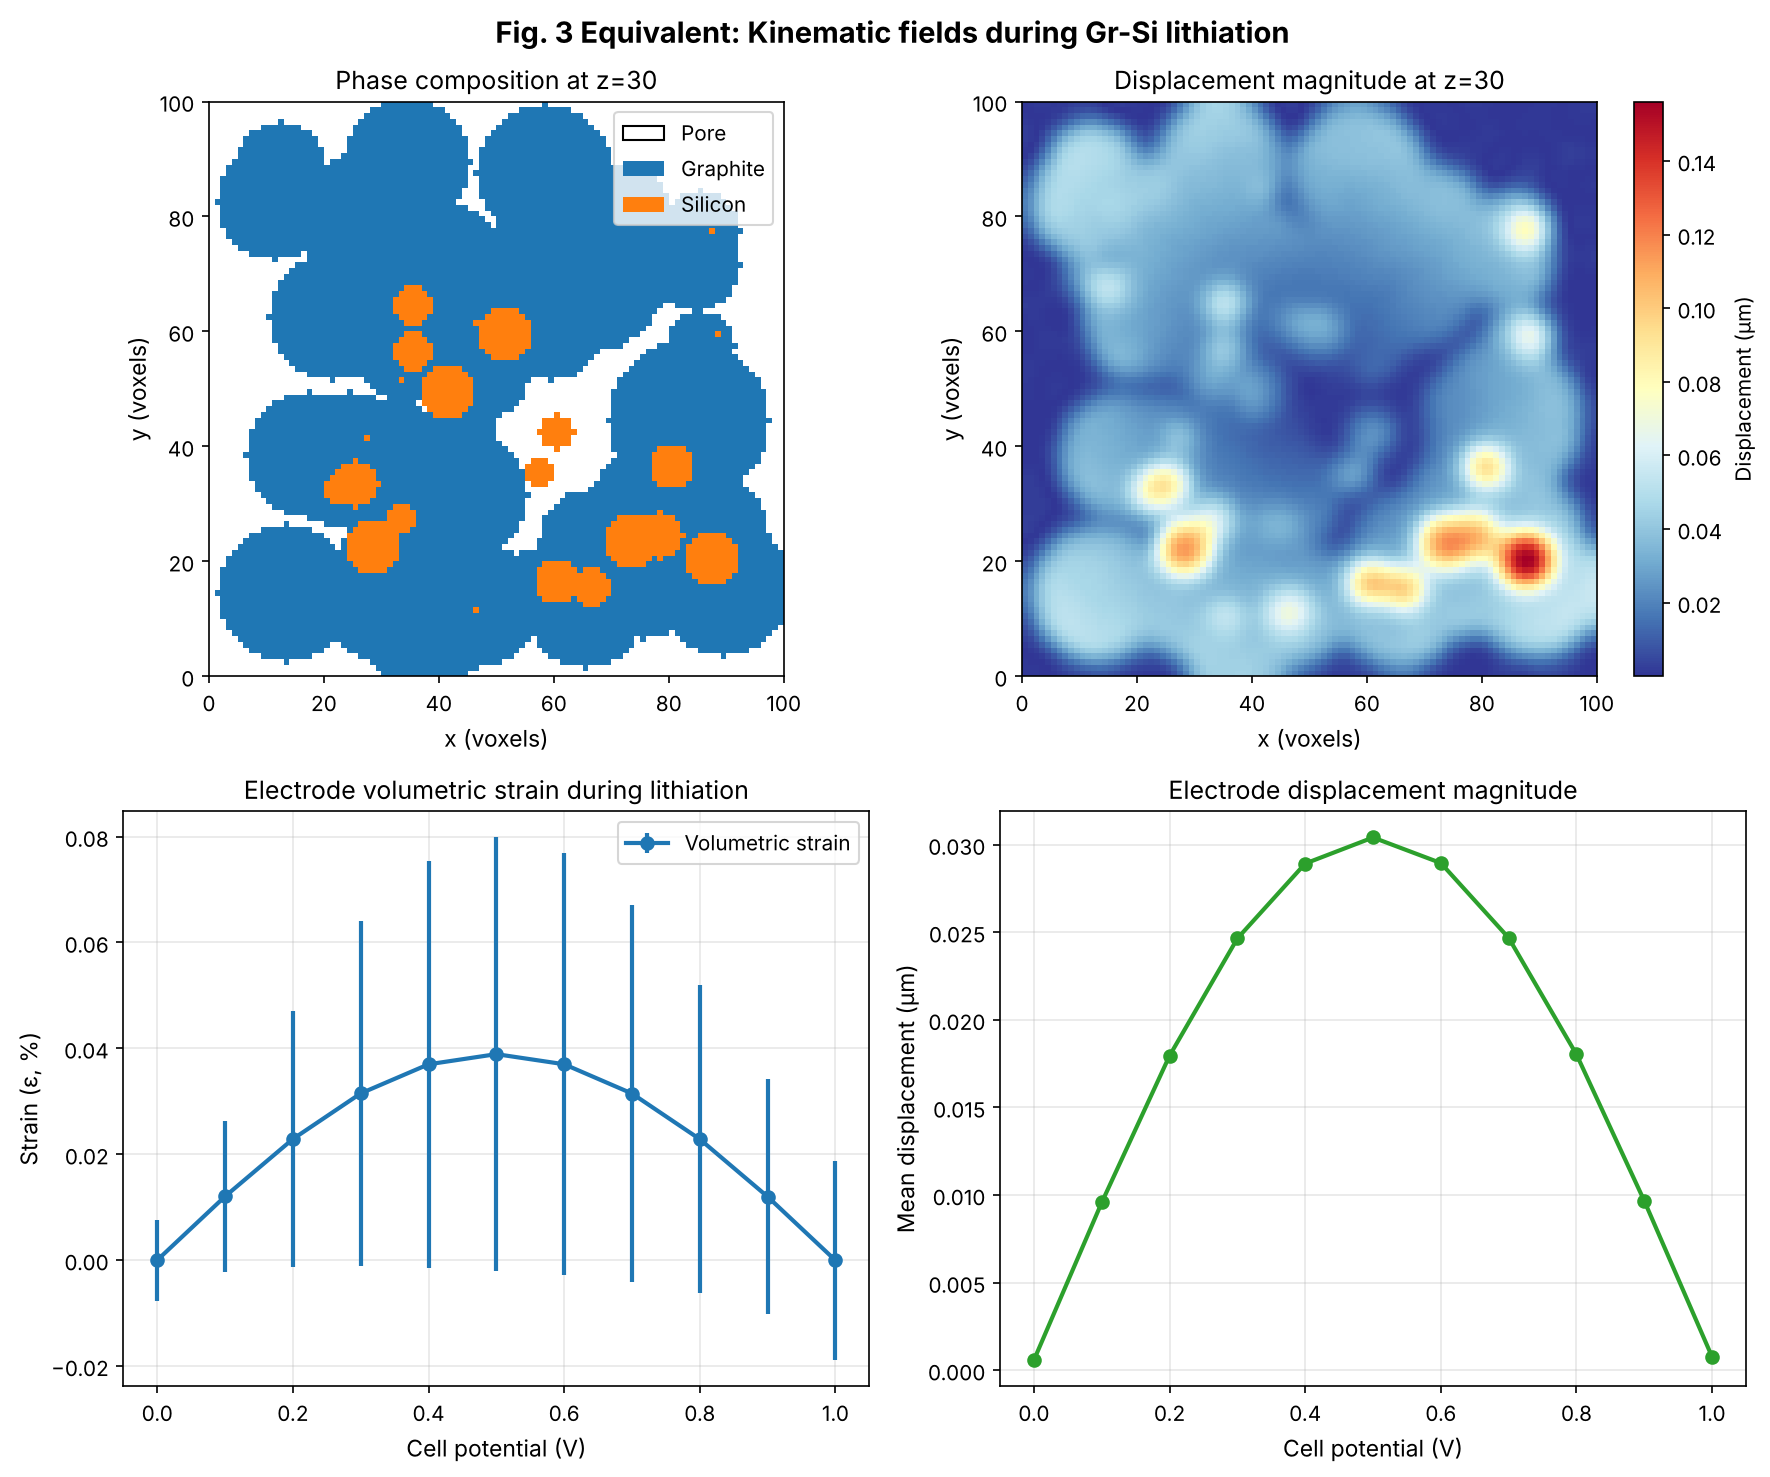 Fig. 3 Equivalent: Kinematic fields during Gr-Si lithiation
Phase composition at z=30
100
80
60
40
20
0
y (voxels)
0 20 40 60 80 100
x (voxels)
Pore
Graphite
Silicon
Displacement magnitude at z=30
100
80
60
40
20
0
y (voxels)
0 20 40 60 80 100
x (voxels)
0.14
0.12
0.10
0.08
0.06
0.04
0.02
Displacement (μm)
Electrode volumetric strain during lithiation
0.08
0.06
0.04
0.02
0.00
−0.02
Strain (ε, %)
Volumetric strain
0.0 0.2 0.4 0.6 0.8 1.0
Cell potential (V)
Electrode displacement magnitude
0.030
0.025
0.020
0.015
0.010
0.005
0.000
Mean displacement (μm)
0.0 0.2 0.4 0.6 0.8 1.0
Cell potential (V)